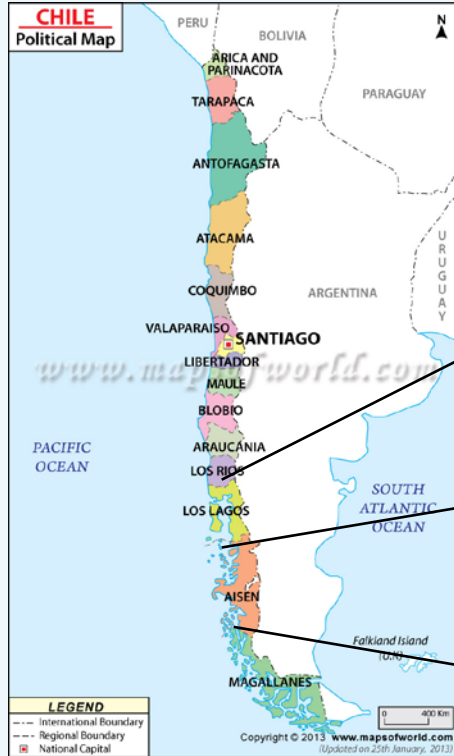 CHILE
Political Map
PERU
BOLIVIA
N
ARICA AND
PARINACOTA
TARAPACA
PARAGUAY
ANTOFAGASTA
ATACAMA
URUGUAY
COQUIMBO
ARGENTINA
VALAPARAISO
SANTIAGO
LIBERTADOR
www.mapsofworld.com
MAULE
BLOBIO
ARAUCANIA
PACIFIC
OCEAN
LOS RIOS
SOUTH
ATLANTIC
OCEAN
LOS LAGOS
AISEN
Falkland Island
(U.K)
MAGALLANES
LEGEND
International Boundary
Regional Boundary
National Capital
0 400 Km
Copyright © 2013 www.mapsofworld.com
(Updated on 25th January, 2013)